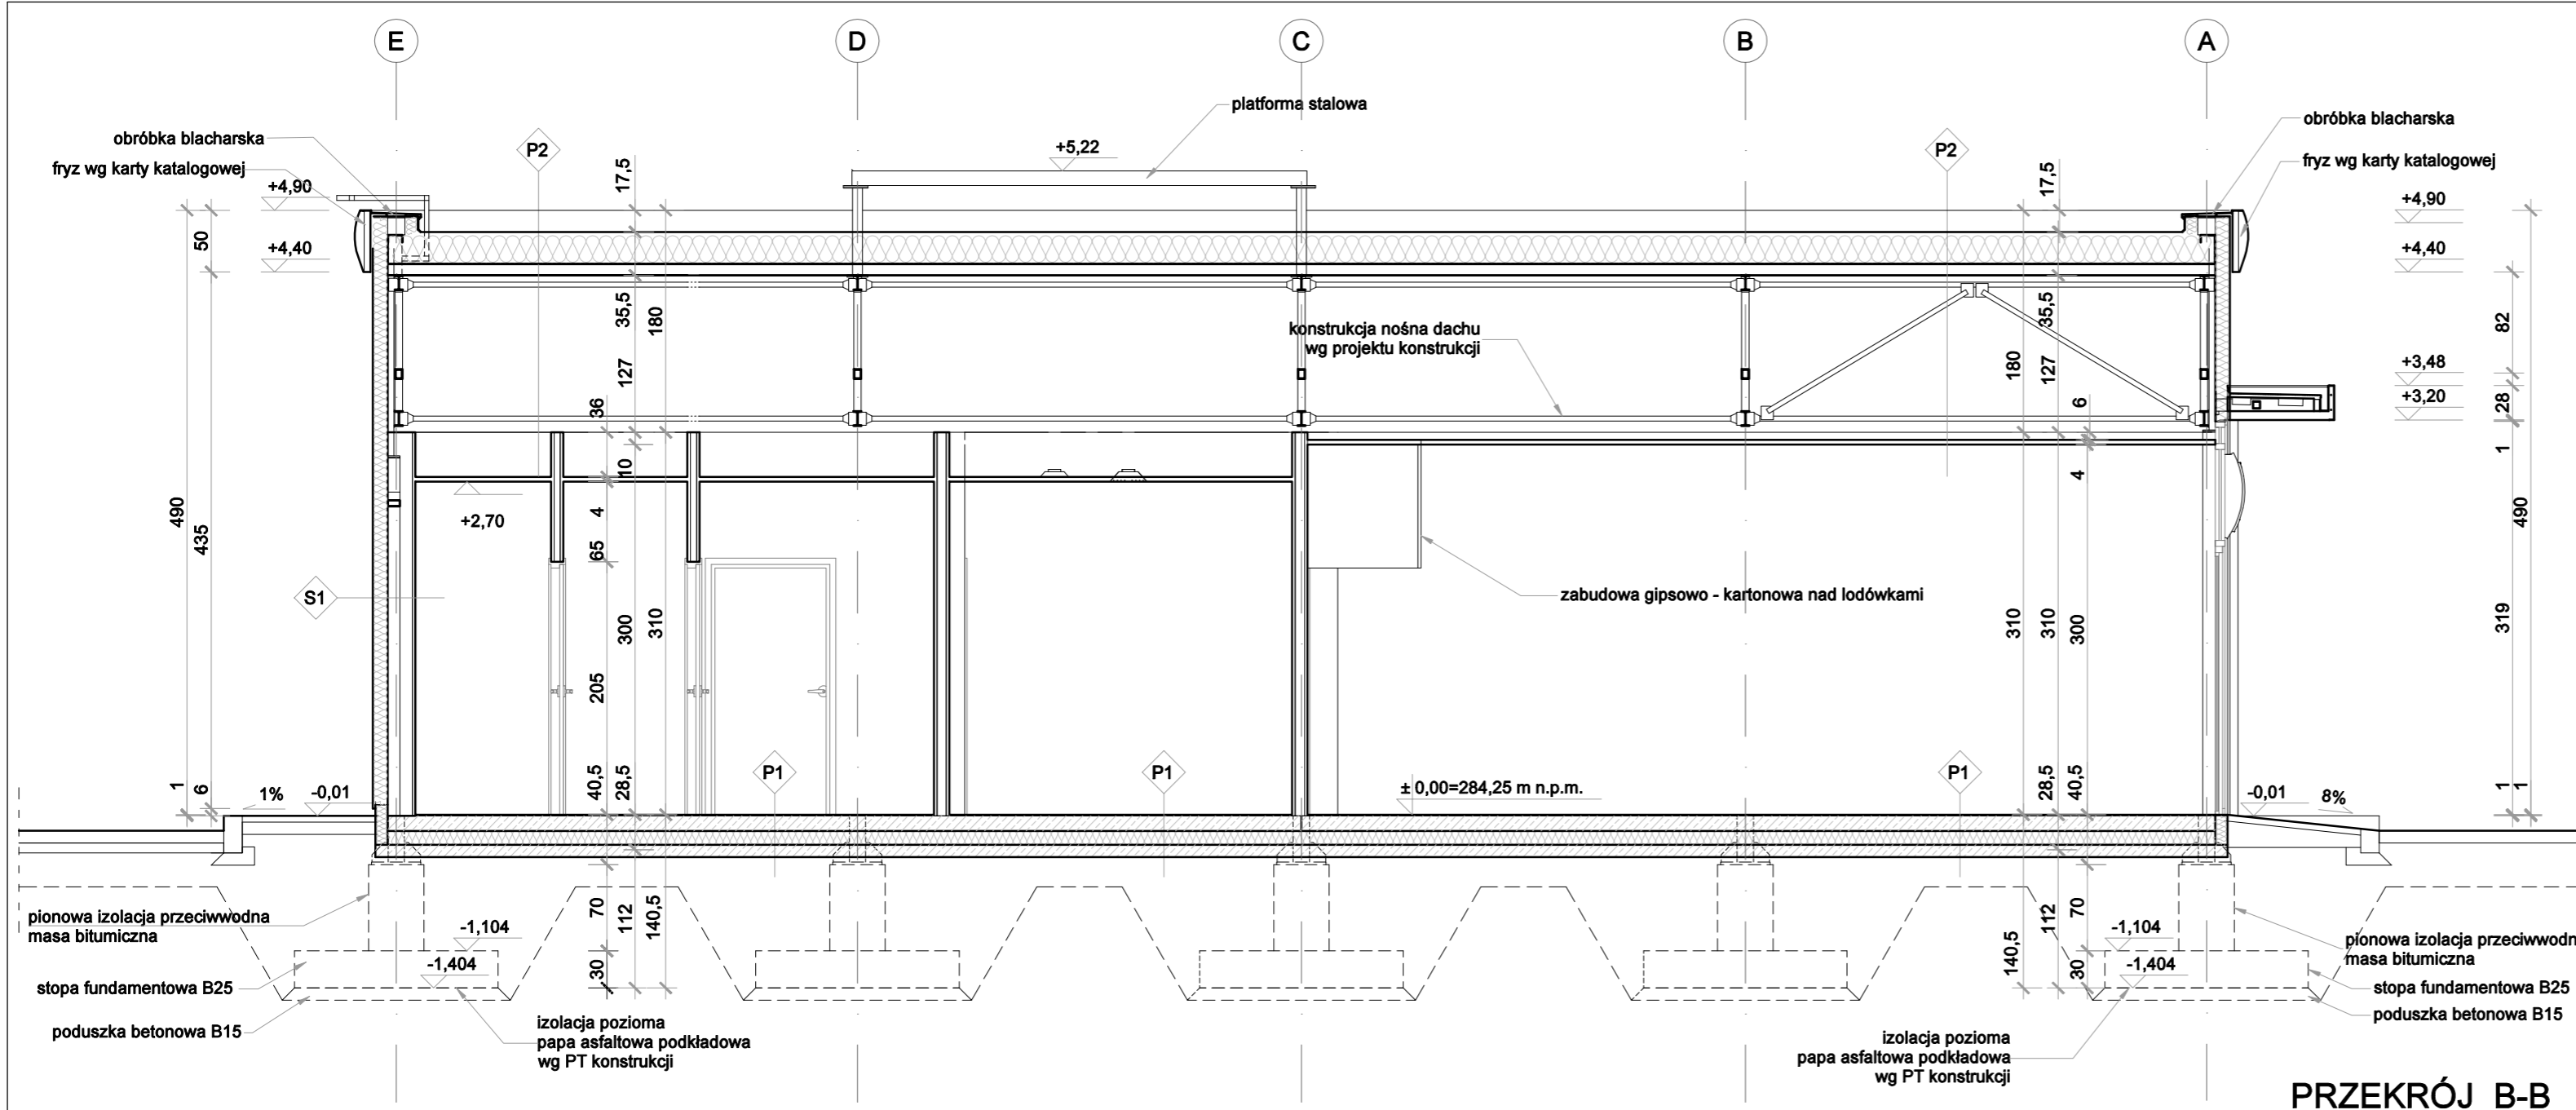 E
D
C
B
A
platforma stalowa
obróbka blacharska
fryz wg karty katalogowej
P2
+5,22
P2
obróbka blacharska
fryz wg karty katalogowej
+4,90
+4,40
17,5
17,5
+4,90
+4,40
50
35,5
180
127
36
konstrukcja nośna dachu
wg projektu konstrukcji
35,5
180
127
6
82
+3,48
+3,20
28
1
490
435
10
4
65
+2,70
4
490
S1
zabudowa gipsowo - kartonowa nad lodówkami
300
310
205
310
310
300
319
1
6
1%
-0,01
40,5
28,5
P1
P1
± 0,00=284,25 m n.p.m.
P1
28,5
40,5
-0,01
8%
1
1
pionowa izolacja przeciwwodna
masa bitumiczna
-1,104
-1,404
stopa fundamentowa B25
poduszka betonowa B15
70
112
140,5
30
izolacja pozioma
papa asfaltowa podkładowa
wg PT konstrukcji
140,5
112
70
30
-1,104
-1,404
pionowa izolacja przeciwwodn
masa bitumiczna
stopa fundamentowa B25
poduszka betonowa B15
izolacja pozioma
papa asfaltowa podkładowa
wg PT konstrukcji
PRZEKRÓJ B-B